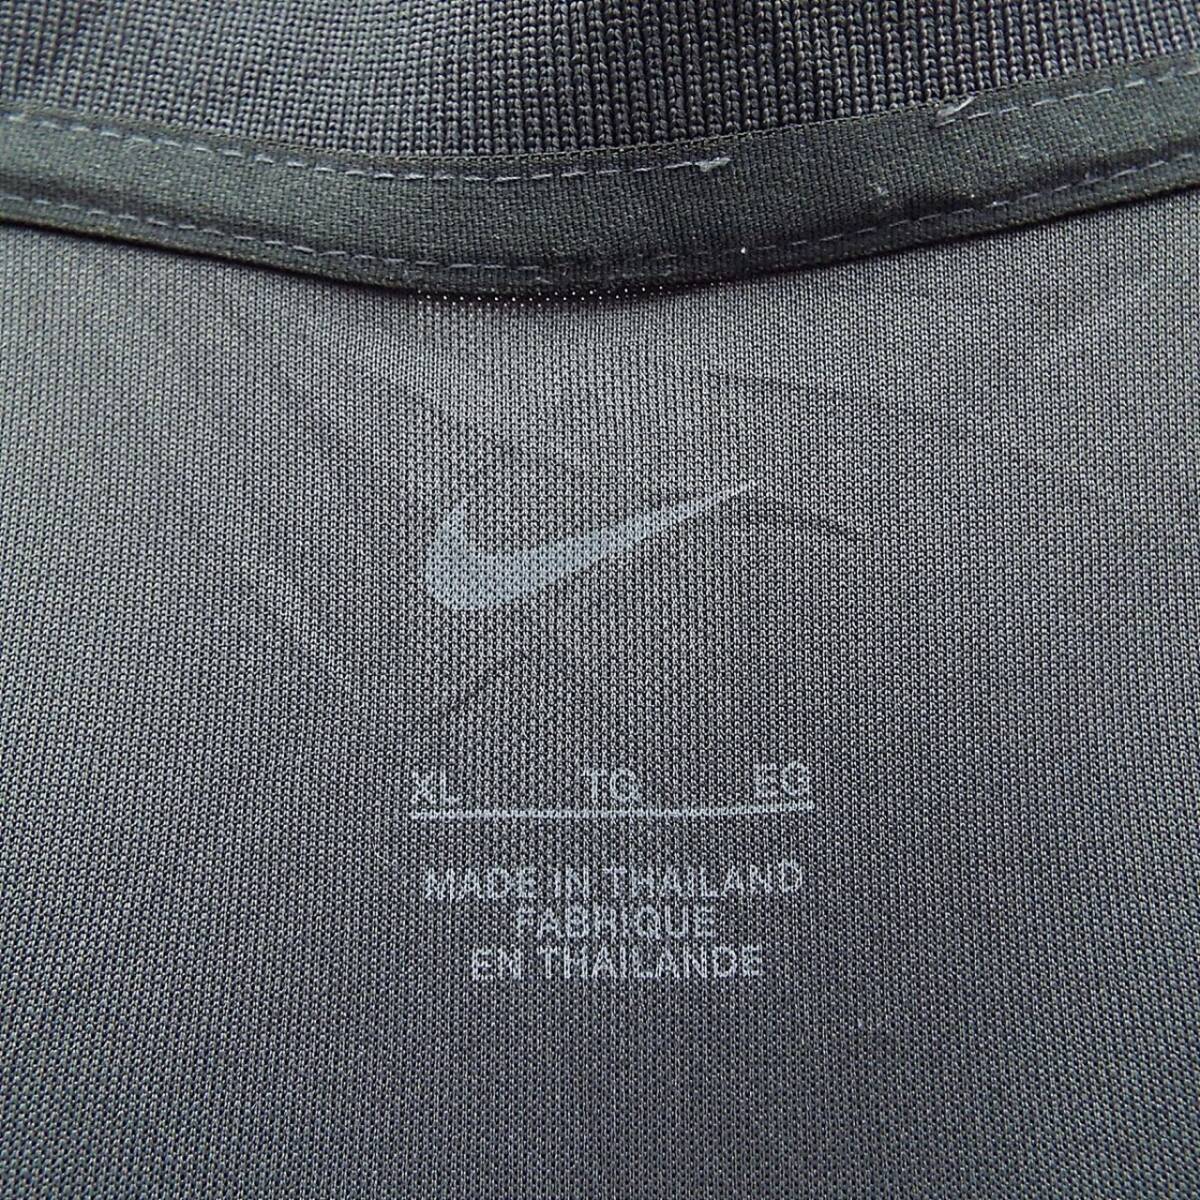 XL TG EG
MADE IN THAILAND
FABRIQUE
EN THAILANDE